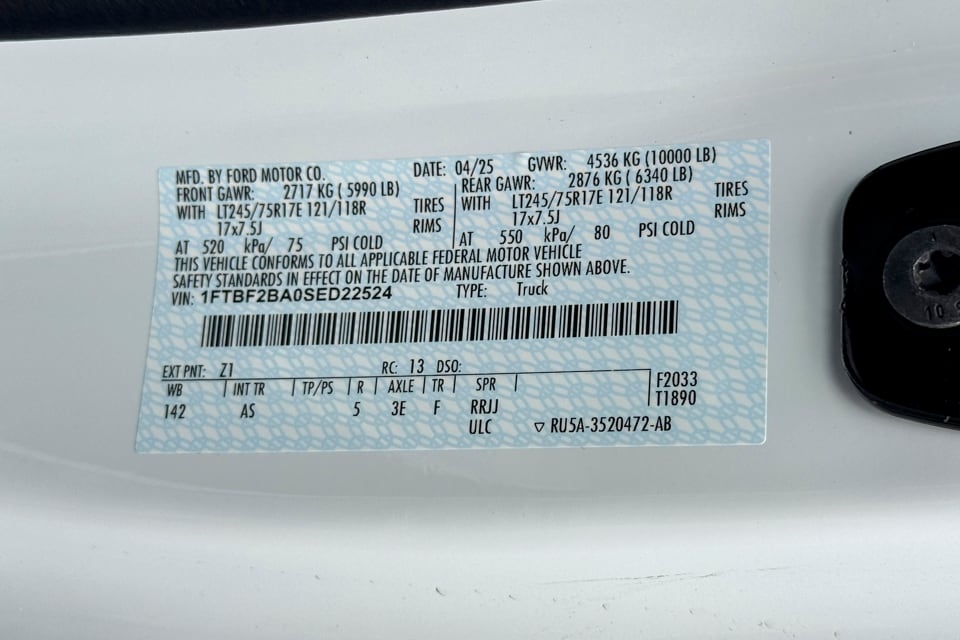 MFD. BY FORD MOTOR CO. DATE: 04/25 GVWR: 4536 KG (10000 LB)
FRONT GAWR: 2717 KG ( 5990 LB) REAR GAWR: 2876 KG ( 6340 LB)
WITH LT245/75R17E 121/118R TIRES WITH LT245/75R17E 121/118R TIRES
17x7.5J RIMS 17x7.5J RIMS
AT 520 kPa/ 75 PSI COLD AT 550 kPa/ 80 PSI COLD
THIS VEHICLE CONFORMS TO ALL APPLICABLE FEDERAL MOTOR VEHICLE
SAFETY STANDARDS IN EFFECT ON THE DATE OF MANUFACTURE SHOWN ABOVE.
VIN: 1FTBF2BA0SED22524 TYPE: Truck
EXT PNT: Z1 RC: 13 DSO:
WB INT TR TP/PS R AXLE TR SPR F2033
142 AS 5 3E F RRJJ T1890
ULC ▽ RU5A-3520472-AB
10